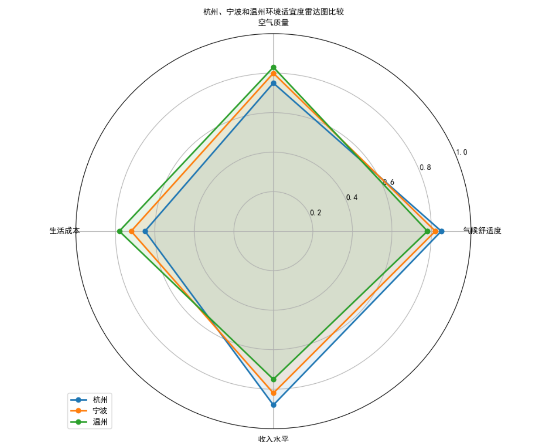 杭州、宁波和温州环境适宜度雷达图比较
空气质量
1.0
0.8
0.6
0.4
0.2
生活成本
气候舒适度
杭州
宁波
温州
收入水平